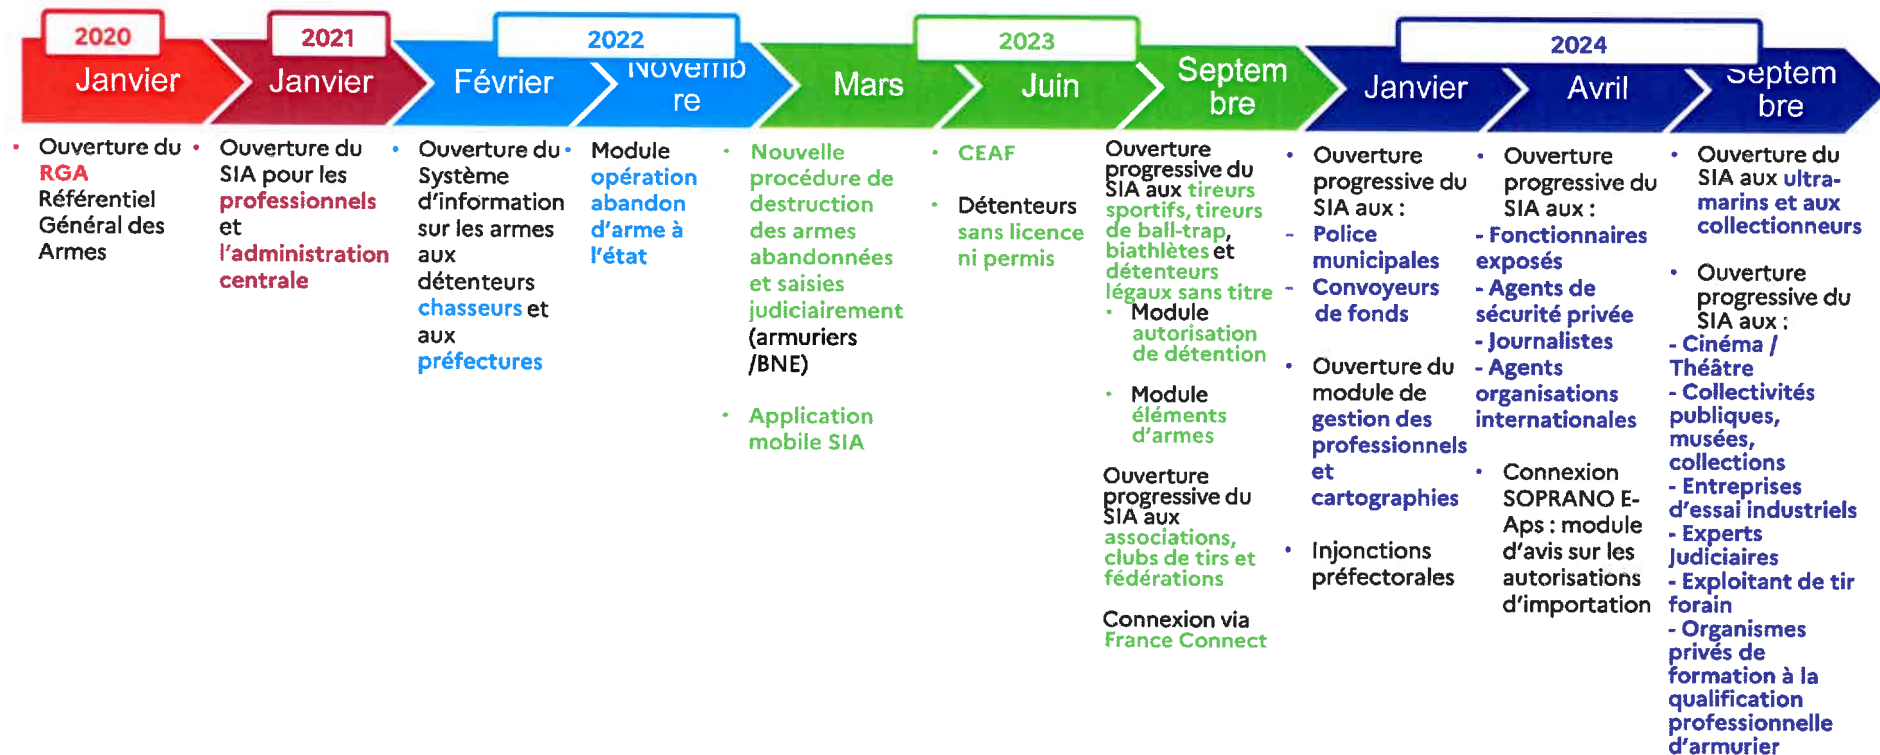 2020
2021
2022
2023
2024
Janvier
Janvier
Février
Novemb
re
Mars
Juin
Septem
bre
Janvier
Avril
Septem
bre
• Ouverture du
RGA
Référentiel
Général des
Armes
• Ouverture du
SIA pour les
professionnels
et
l'administration
centrale
• Ouverture du
Système
d'information
sur les armes
aux
détenteurs
chasseurs et
aux
préfectures
• Module
opération
abandon
d'arme à
l'état
• Nouvelle
procédure de
destruction
des armes
abandonnées
et saisies
judiciairement
(armuriers
/BNE)
• Application
mobile SIA
• CEAF
• Détenteurs
sans licence
ni permis
Ouverture
progressive du
SIA aux tireurs
sportifs, tireurs
de ball-trap,
biathlètes et
détenteurs
légaux sans titre
• Module
autorisation
de détention
• Module
éléments
d'armes
Ouverture
progressive du
SIA aux
associations,
clubs de tirs et
fédérations
Connexion via
France Connect
• Ouverture
progressive du
SIA aux :
- Police
municipales
- Convoyeurs
de fonds
• Ouverture du
module de
gestion des
professionnels
et
cartographies
• Injonctions
préfectorales
• Ouverture
progressive du
SIA aux :
- Fonctionnaires
exposés
- Agents de
sécurité privée
- Journalistes
- Agents
organisations
internationales
• Connexion
SOPRANO E-
Aps : module
d'avis sur les
autorisations
d'importation
• Ouverture du
SIA aux ultra-
marins et aux
collectionneurs
• Ouverture
progressive du
SIA aux :
- Cinéma /
Théâtre
- Collectivités
publiques,
musées,
collections
- Entreprises
d'essai industriels
- Experts
Judiciaires
- Exploitant de tir
forain
- Organismes
privés de
formation à la
qualification
professionnelle
d'armurier